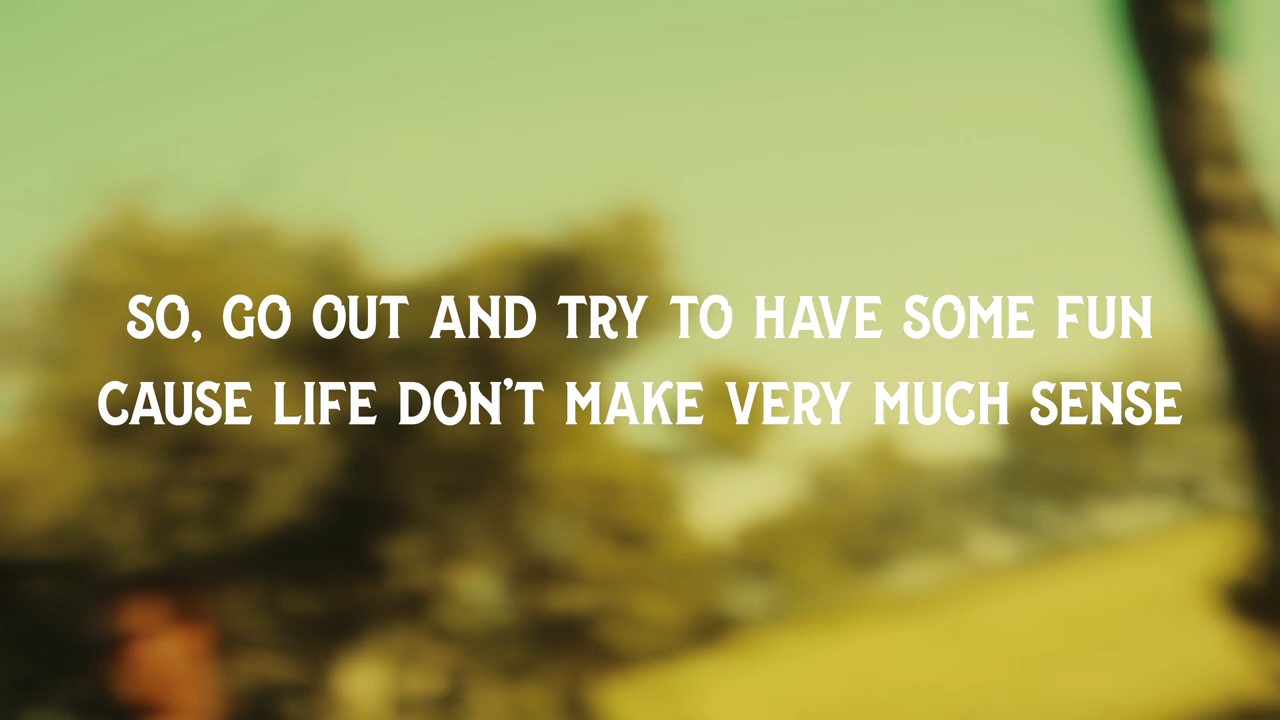 SO, GO OUT AND TRY TO HAVE SOME FUN
CAUSE LIFE DON'T MAKE VERY MUCH SENSE